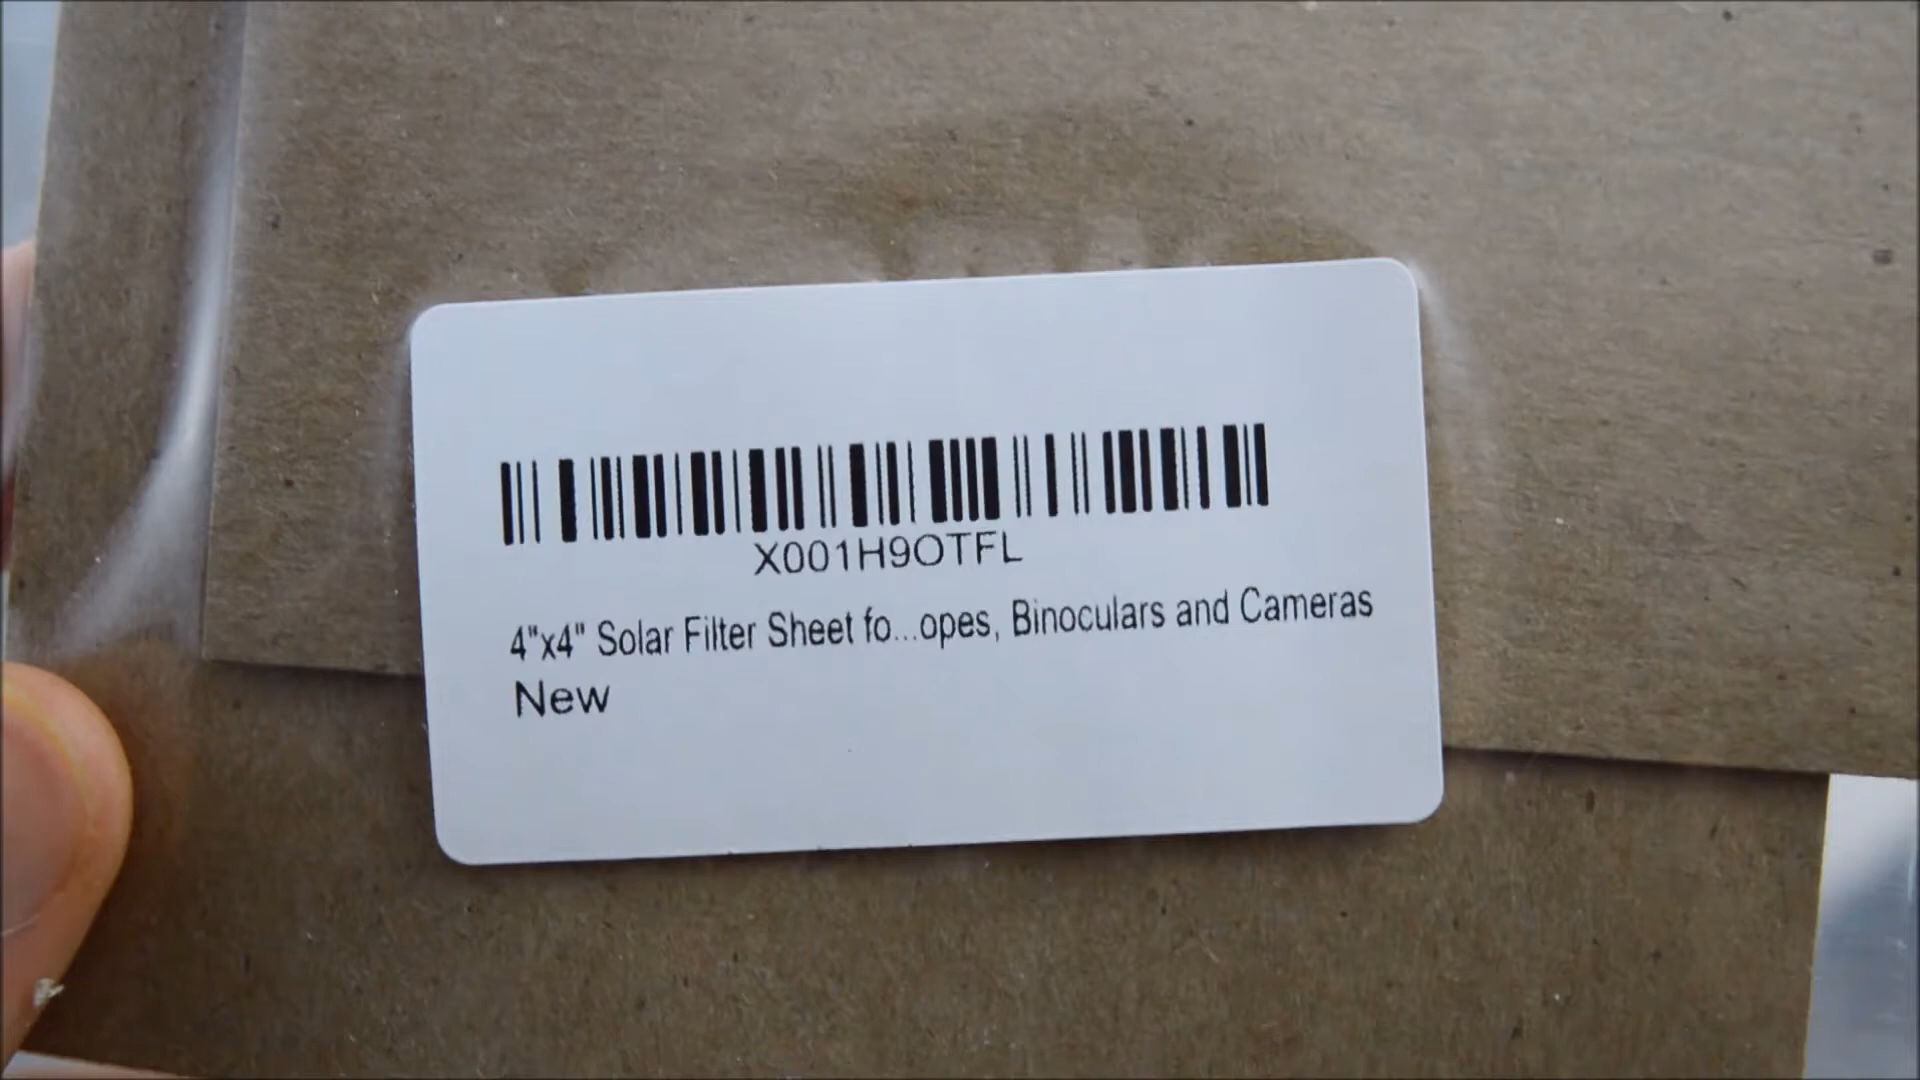 X001H9OTFL
4"x4" Solar Filter Sheet fo...opes, Binoculars and Cameras
New